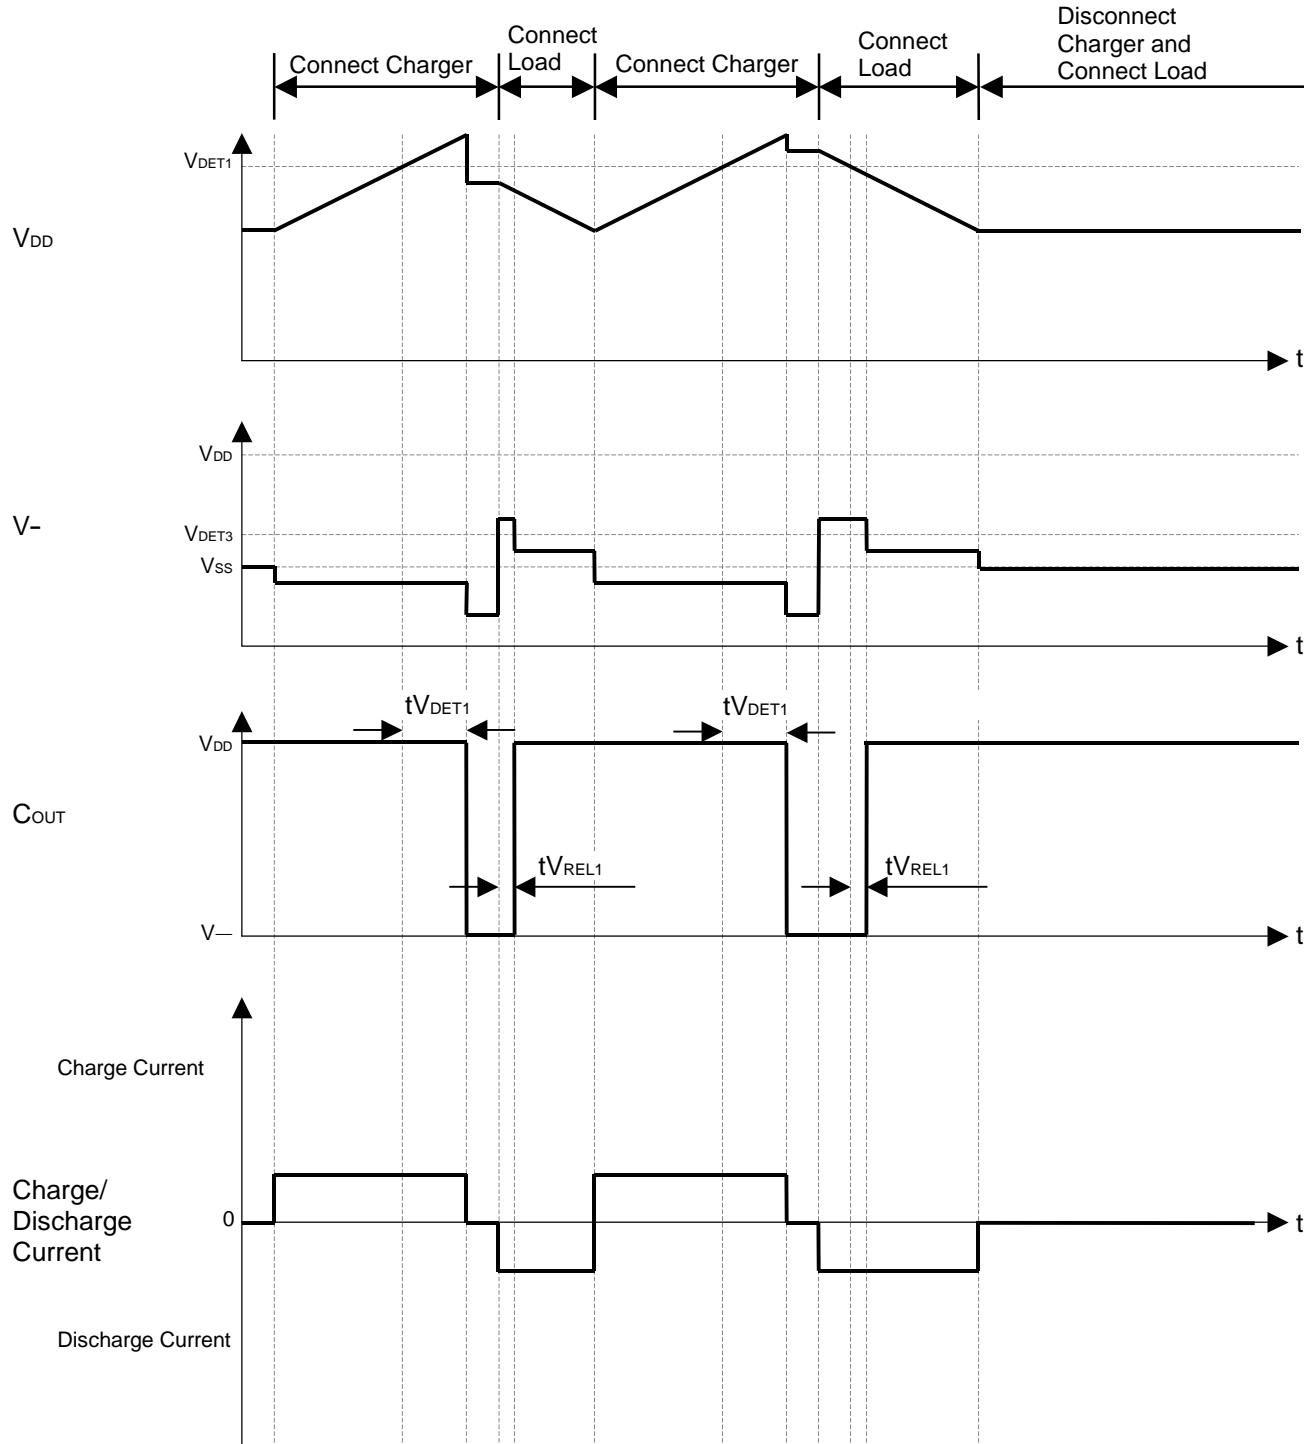 Connect Charger
Connect
Load
Connect Charger
Connect
Load
Disconnect
Charger and
Connect Load
VDET1
VDD
t
VDD
V-
VDET3
VSS
t
tVDET1
tVDET1
VDD
COUT
tVREL1
tVREL1
V—
t
Charge Current
Charge/
Discharge
Current
0
t
Discharge Current